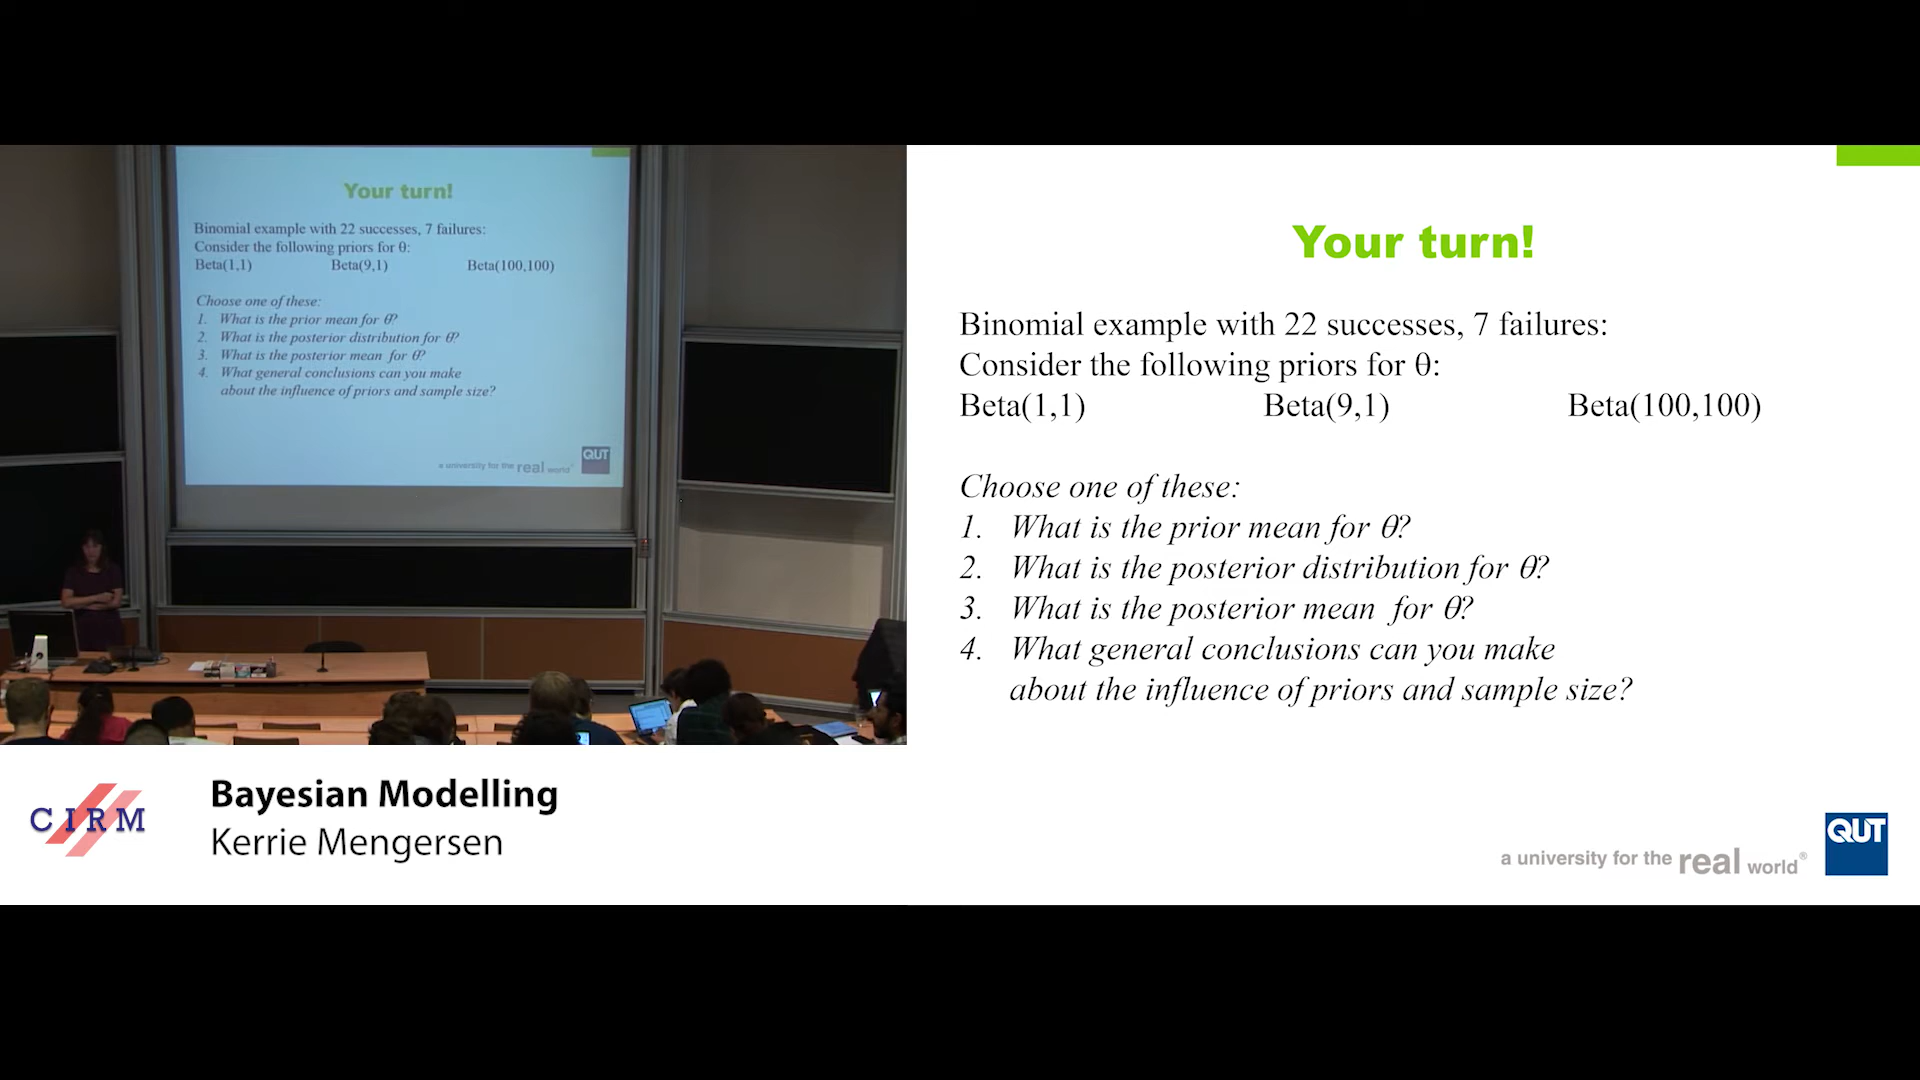 Your turn!
Binomial example with 22 successes, 7 failures:
Consider the following priors for θ:
Beta(1,1) Beta(9,1) Beta(100,100)
Choose one of these:
1. What is the prior mean for θ?
2. What is the posterior distribution for θ?
3. What is the posterior mean for θ?
4. What general conclusions can you make
about the influence of priors and sample size?
a university for the real world®
QUT
Your turn!
Binomial example with 22 successes, 7 failures:
Consider the following priors for θ:
Beta(1,1) Beta(9,1) Beta(100,100)
Choose one of these:
1. What is the prior mean for θ?
2. What is the posterior distribution for θ?
3. What is the posterior mean for θ?
4. What general conclusions can you make
about the influence of priors and sample size?
a university for the real world®
QUT
CIRM
Bayesian Modelling
Kerrie Mengersen